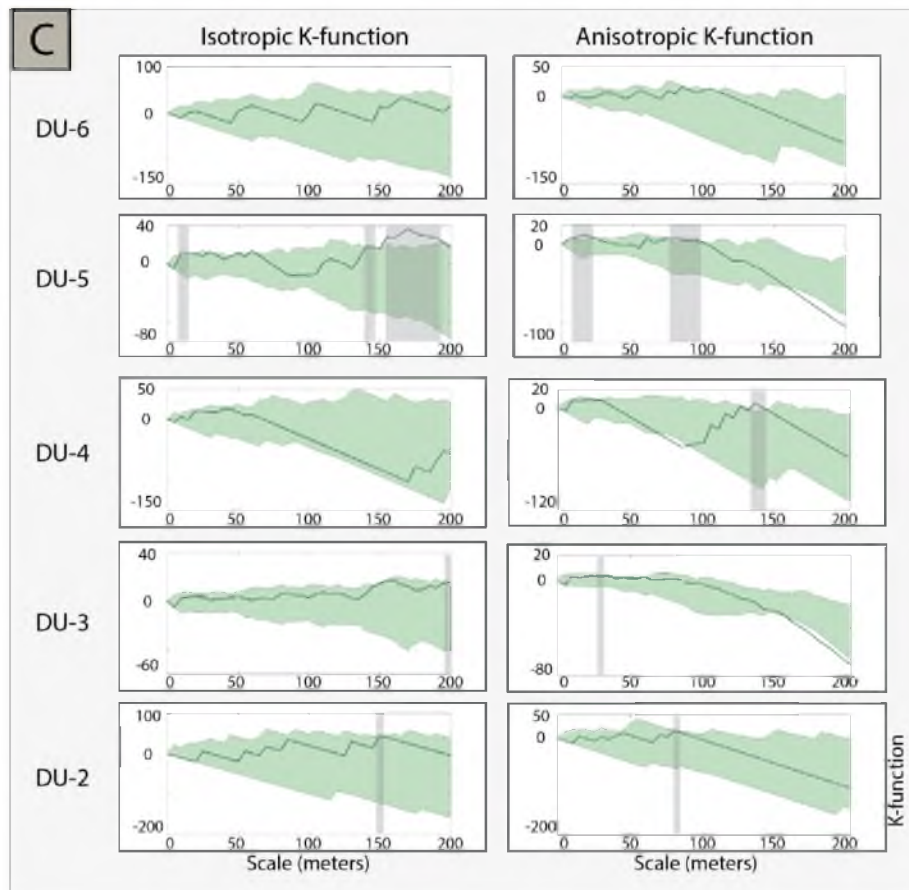 C
Isotropic K-function Anisotropic K-function
DU-6
100 0 -150
0 50 100 150 200
50 0 -150
0 50 100 150 200
DU-5
40 0 -80
0 50 100 150 200
20 0 -100
0 50 100 150 200
DU-4
50 0 -150
0 50 100 150 200
20 0 -120
0 50 100 150 200
DU-3
40 0 -60
0 50 100 150 200
20 0 -80
0 50 100 150 200
DU-2
100 0 -200
0 50 100 150 200
50 0 -200
0 50 100 150 200
K-function
Scale (meters) Scale (meters)